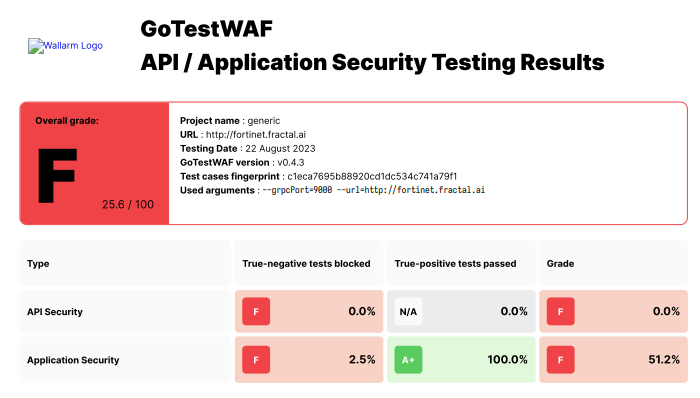 Wallarm Logo
GoTestWAF
API / Application Security Testing Results
Overall grade:
F
25.6 / 100
Project name : generic
URL : http://fortinet.fractal.ai
Testing Date : 22 August 2023
GoTestWAF version : v0.4.3
Test cases fingerprint : c1eca7695b88920cd1dc534c741a79f1
Used arguments : --grpcPort=9000 --url=http://fortinet.fractal.ai
Type True-negative tests blocked True-positive tests passed Grade
API Security F 0.0% N/A 0.0% F 0.0%
Application Security F 2.5% A+ 100.0% F 51.2%